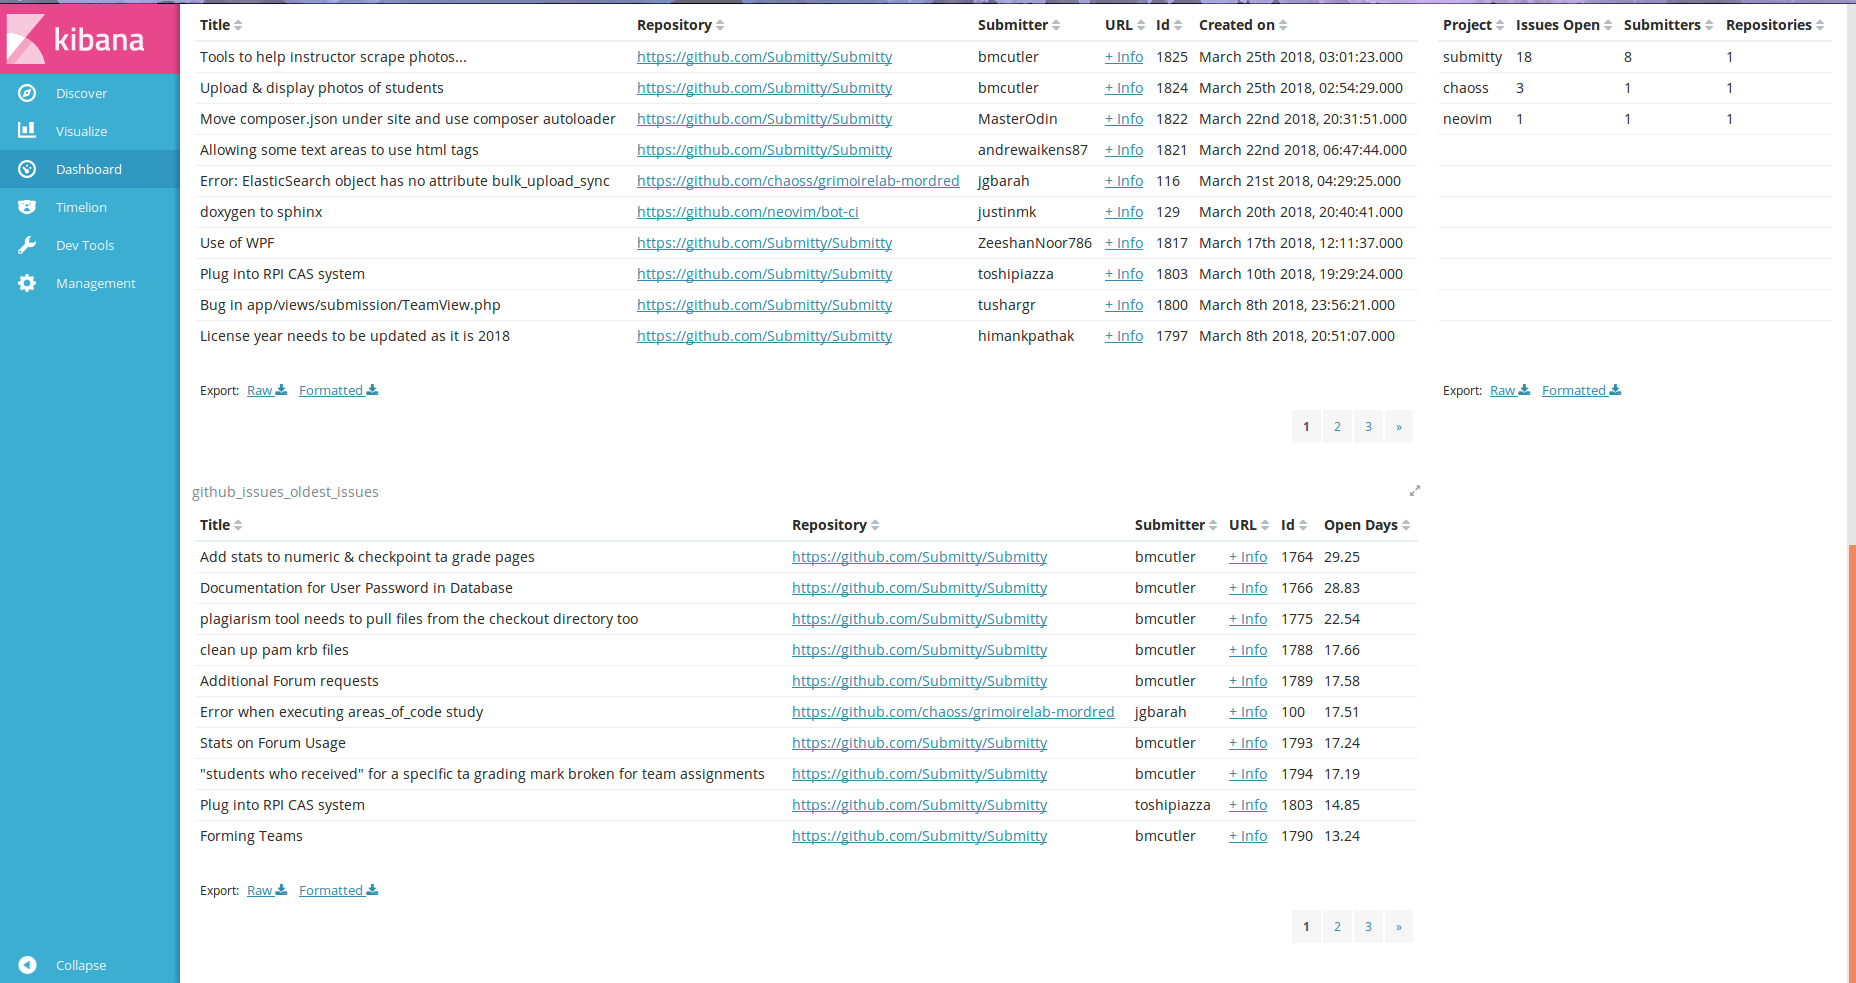 kibana
Discover
Visualize
Dashboard
Timelion
Dev Tools
Management
Collapse
Title Repository Submitter URL Id Created on
Tools to help instructor scrape photos... https://github.com/Submitty/Submitty bmcutler + Info 1825 March 25th 2018, 03:01:23.000
Upload & display photos of students https://github.com/Submitty/Submitty bmcutler + Info 1824 March 25th 2018, 02:54:29.000
Move composer.json under site and use composer autoloader https://github.com/Submitty/Submitty MasterOdin + Info 1822 March 22nd 2018, 20:31:51.000
Allowing some text areas to use html tags https://github.com/Submitty/Submitty andrewaikens87 + Info 1821 March 22nd 2018, 06:47:44.000
Error: ElasticSearch object has no attribute bulk_upload_sync https://github.com/chaoss/grimoirelab-mordred jgbarah + Info 116 March 21st 2018, 04:29:25.000
doxygen to sphinx https://github.com/neovim/bot-ci justinmk + Info 129 March 20th 2018, 20:40:41.000
Use of WPF https://github.com/Submitty/Submitty ZeeshanNoor786 + Info 1817 March 17th 2018, 12:11:37.000
Plug into RPI CAS system https://github.com/Submitty/Submitty toshipiazza + Info 1803 March 10th 2018, 19:29:24.000
Bug in app/views/submission/TeamView.php https://github.com/Submitty/Submitty tushargr + Info 1800 March 8th 2018, 23:56:21.000
License year needs to be updated as it is 2018 https://github.com/Submitty/Submitty himankpathak + Info 1797 March 8th 2018, 20:51:07.000
Export: Raw Formatted
1 2 3 »
Project Issues Open Submitters Repositories
submitty 18 8 1
chaoss 3 1 1
neovim 1 1 1
Export: Raw Formatted
github_issues_oldest_issues
Title Repository Submitter URL Id Open Days
Add stats to numeric & checkpoint ta grade pages https://github.com/Submitty/Submitty bmcutler + Info 1764 29.25
Documentation for User Password in Database https://github.com/Submitty/Submitty bmcutler + Info 1766 28.83
plagiarism tool needs to pull files from the checkout directory too https://github.com/Submitty/Submitty bmcutler + Info 1775 22.54
clean up pam krb files https://github.com/Submitty/Submitty bmcutler + Info 1788 17.66
Additional Forum requests https://github.com/Submitty/Submitty bmcutler + Info 1789 17.58
Error when executing areas_of_code study https://github.com/chaoss/grimoirelab-mordred jgbarah + Info 100 17.51
Stats on Forum Usage https://github.com/Submitty/Submitty bmcutler + Info 1793 17.24
"students who received" for a specific ta grading mark broken for team assignments https://github.com/Submitty/Submitty bmcutler + Info 1794 17.19
Plug into RPI CAS system https://github.com/Submitty/Submitty toshipiazza + Info 1803 14.85
Forming Teams https://github.com/Submitty/Submitty bmcutler + Info 1790 13.24
Export: Raw Formatted
1 2 3 »